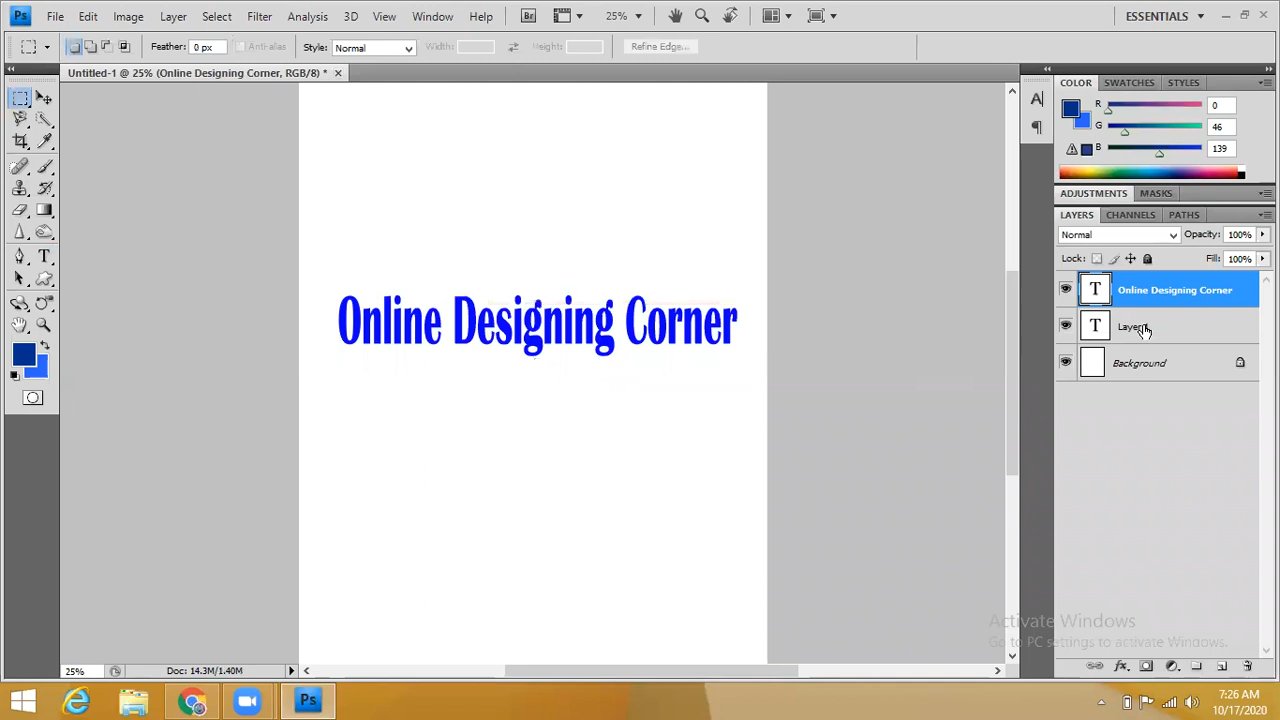 Ps File Edit Image Layer Select Filter Analysis 3D View Window Help Br 25% ESSENTIALS
Feather: 0 px Anti-alias Style: Normal Width: Height: Refine Edge...
Untitled-1 @ 25% (Online Designing Corner, RGB/8) *
COLOR SWATCHES STYLES
R 0
G 46
B 139
ADJUSTMENTS MASKS
LAYERS CHANNELS PATHS
Normal Opacity: 100%
Lock: Fill: 100%
T Online Designing Corner
T Layer
Background
Online Designing Corner
Activate Windows
Go to PC settings to activate Windows.
25% Doc: 14.3M/1.40M
Ps
7:26 AM
10/17/2020